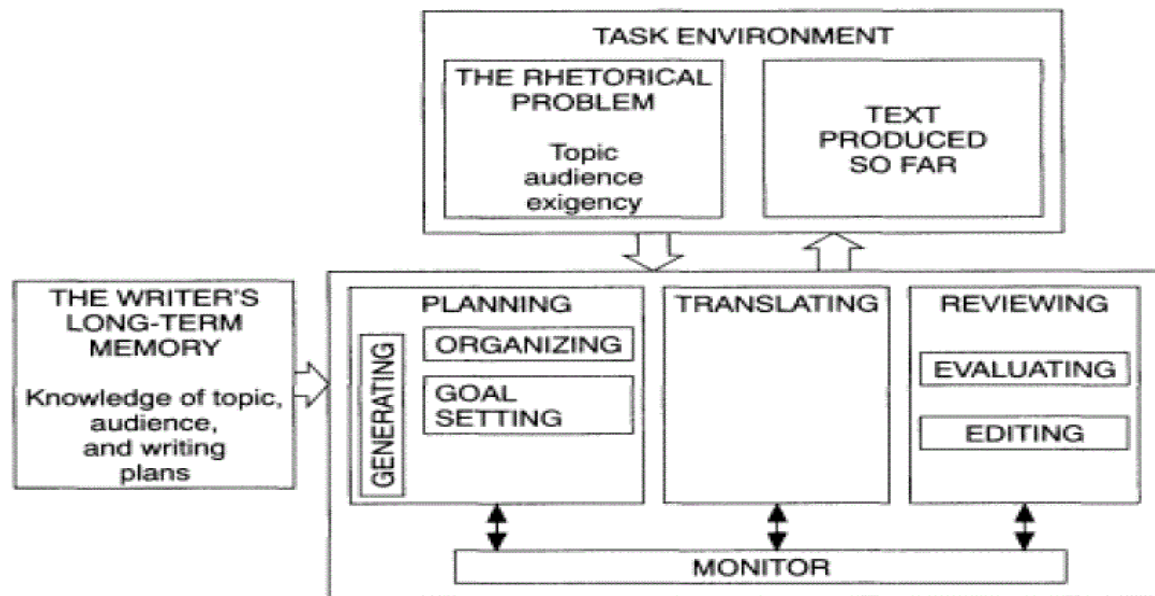 TASK ENVIRONMENT
THE RHETORICAL
PROBLEM
Topic
audience
exigency
TEXT
PRODUCED
SO FAR
THE WRITER'S
LONG-TERM
MEMORY
Knowledge of topic,
audience,
and writing
plans
PLANNING
GENERATING
ORGANIZING
GOAL
SETTING
TRANSLATING
REVIEWING
EVALUATING
EDITING
MONITOR